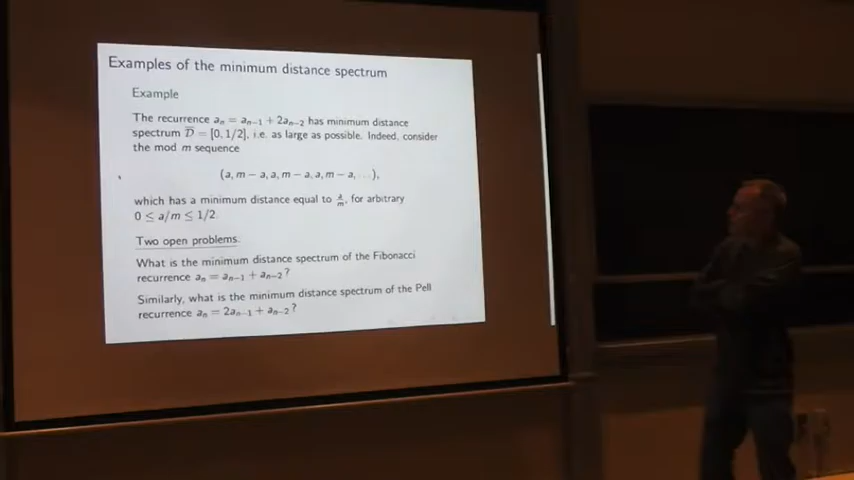 Examples of the minimum distance spectrum
Example
The recurrence aₙ = aₙ₋₁ + 2aₙ₋₂ has minimum distance
spectrum D̅ = [0, 1/2], i.e. as large as possible. Indeed, consider
the mod m sequence
(a, m − a, a, m − a, a, m − a, …),
which has a minimum distance equal to a/m, for arbitrary
0 ≤ a/m ≤ 1/2.
Two open problems:
What is the minimum distance spectrum of the Fibonacci
recurrence aₙ = aₙ₋₁ + aₙ₋₂?
Similarly, what is the minimum distance spectrum of the Pell
recurrence aₙ = 2aₙ₋₁ + aₙ₋₂?